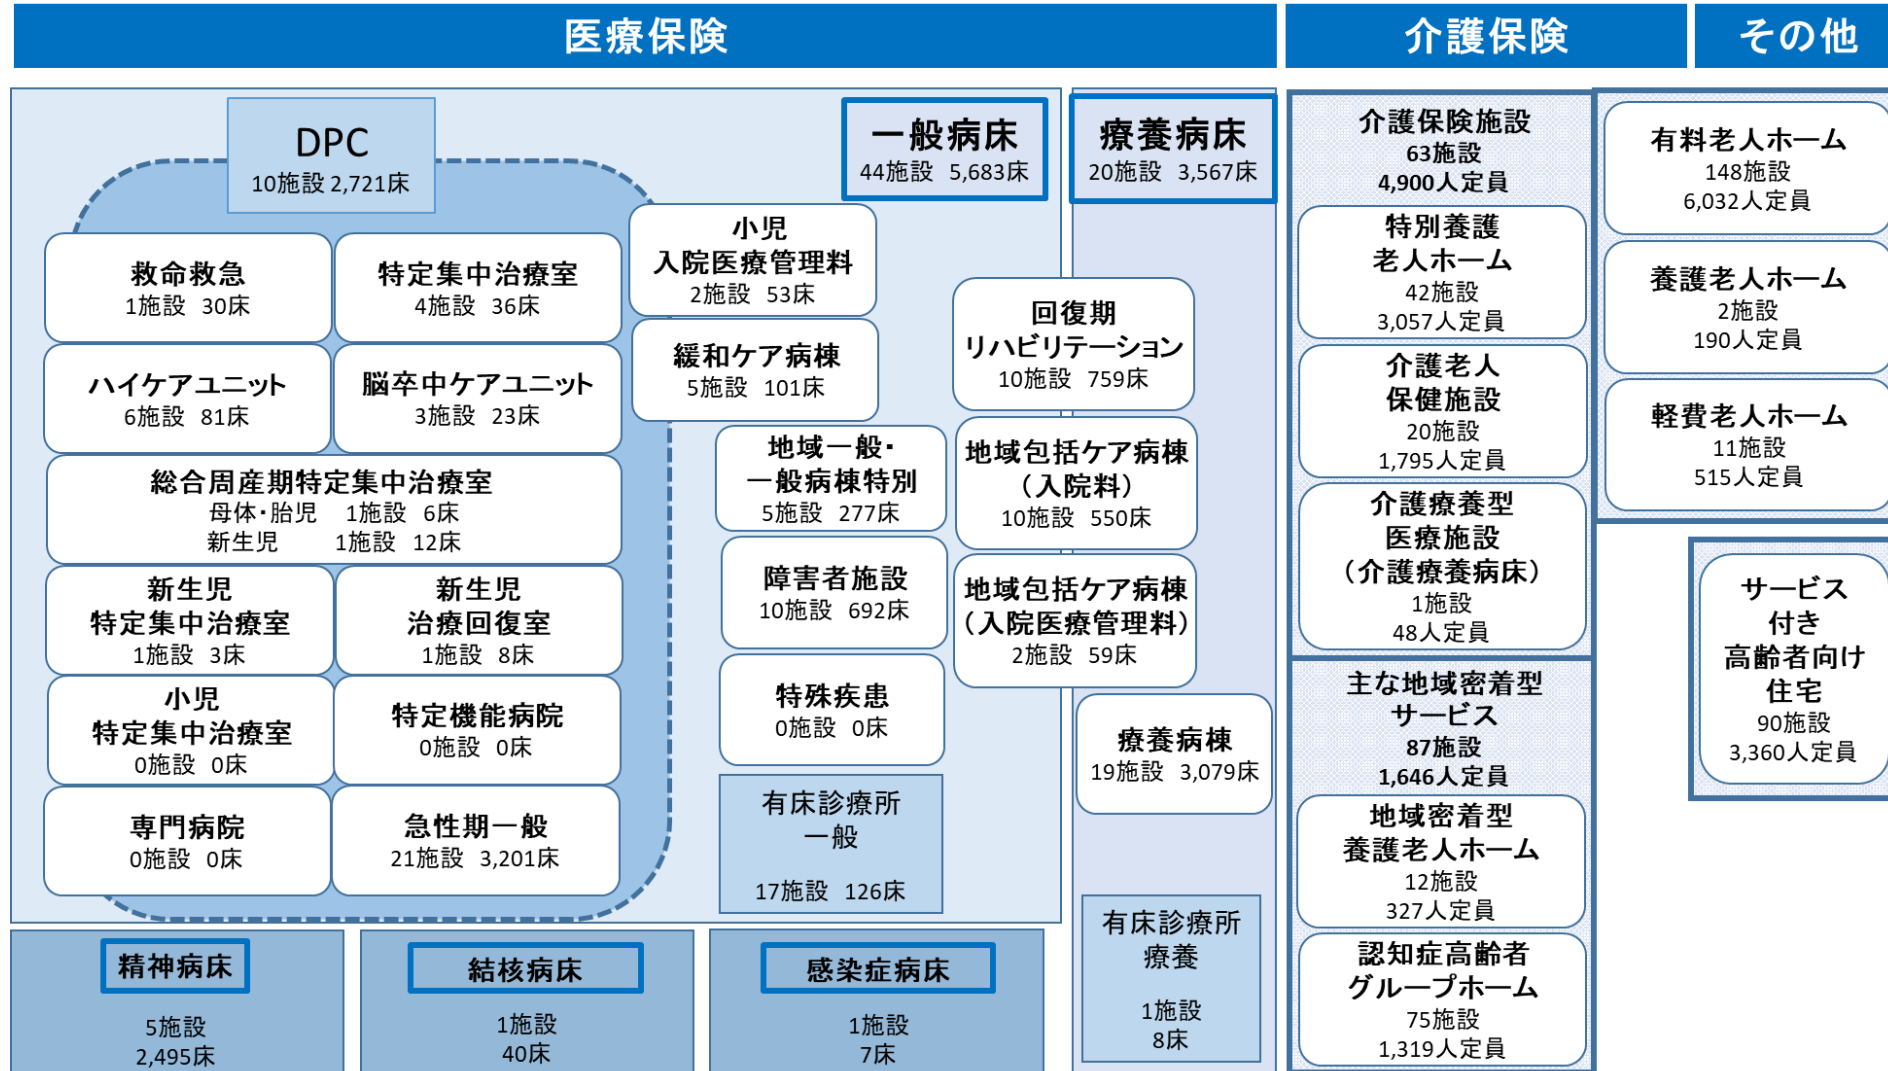 医療保険
介護保険
その他
DPC
10施設 2,721床
一般病床
44施設 5,683床
療養病床
20施設 3,567床
救命救急
1施設 30床
特定集中治療室
4施設 36床
ハイケアユニット
6施設 81床
脳卒中ケアユニット
3施設 23床
総合周産期特定集中治療室
母体・胎児 1施設 6床
新生児 1施設 12床
新生児
特定集中治療室
1施設 3床
新生児
治療回復室
1施設 8床
小児
特定集中治療室
0施設 0床
特定機能病院
0施設 0床
専門病院
0施設 0床
急性期一般
21施設 3,201床
小児
入院医療管理料
2施設 53床
緩和ケア病棟
5施設 101床
地域一般・
一般病棟特別
5施設 277床
障害者施設
10施設 692床
特殊疾患
0施設 0床
有床診療所
一般
17施設 126床
回復期
リハビリテーション
10施設 759床
地域包括ケア病棟
（入院料）
10施設 550床
地域包括ケア病棟
（入院医療管理料）
2施設 59床
療養病棟
19施設 3,079床
有床診療所
療養
1施設
8床
精神病床
5施設
2,495床
結核病床
1施設
40床
感染症病床
1施設
7床
介護保険施設
63施設
4,900人定員
特別養護
老人ホーム
42施設
3,057人定員
介護老人
保健施設
20施設
1,795人定員
介護療養型
医療施設
（介護療養病床）
1施設
48人定員
主な地域密着型
サービス
87施設
1,646人定員
地域密着型
養護老人ホーム
12施設
327人定員
認知症高齢者
グループホーム
75施設
1,319人定員
有料老人ホーム
148施設
6,032人定員
養護老人ホーム
2施設
190人定員
軽費老人ホーム
11施設
515人定員
サービス
付き
高齢者向け
住宅
90施設
3,360人定員